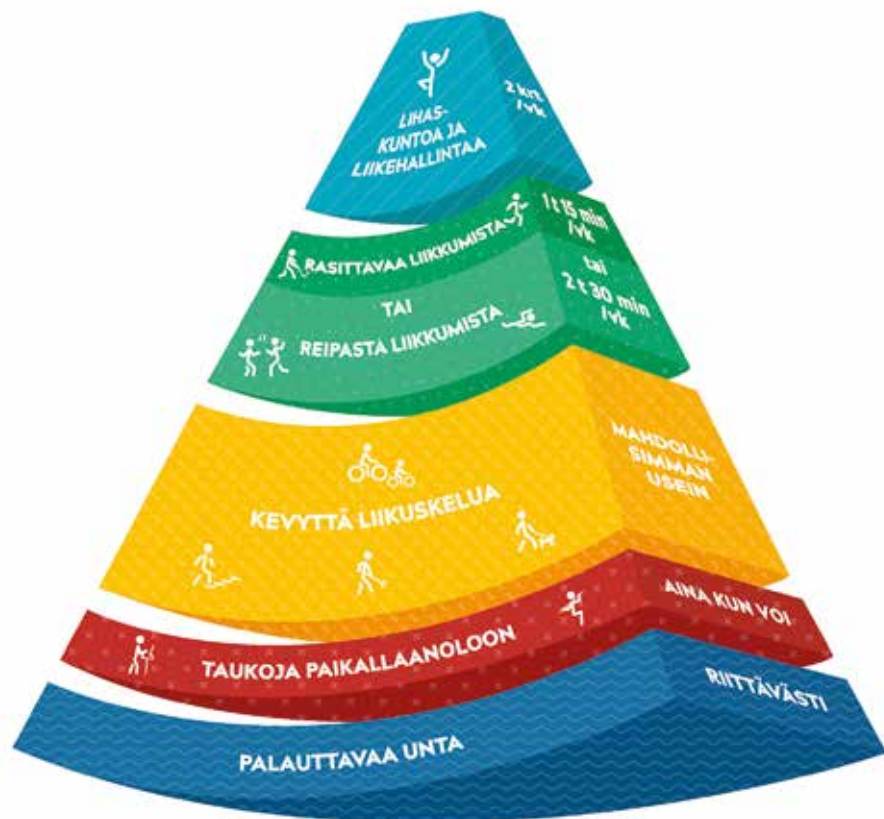 LIHAS-
KUNTOA JA
LIIKEHALLINTAA
2 krt
/vk
RASITTAVAA LIIKKUMISTA
1 t 15 min
/vk
TAI
REIPASTA LIIKKUMISTA
tai
2 t 30 min
/vk
KEVYTTÄ LIIKUSKELUA
MAHDOLLI-
SIMMAN
USEIN
TAUKOJA PAIKALLAANOLOON
AINA KUN VOI
PALAUTTAVAA UNTA
RIITTÄVÄSTI